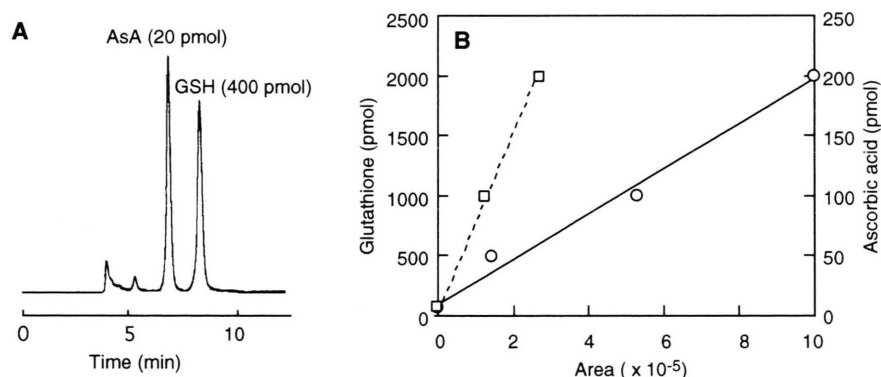 A
AsA (20 pmol)
GSH (400 pmol)
0
5
10
Time (min)
B
Glutathione (pmol)
2500
2000
1500
1000
500
0
0
2
4
6
8
10
Area ( x 10-5)
250
200
150
100
50
0
Ascorbic acid (pmol)